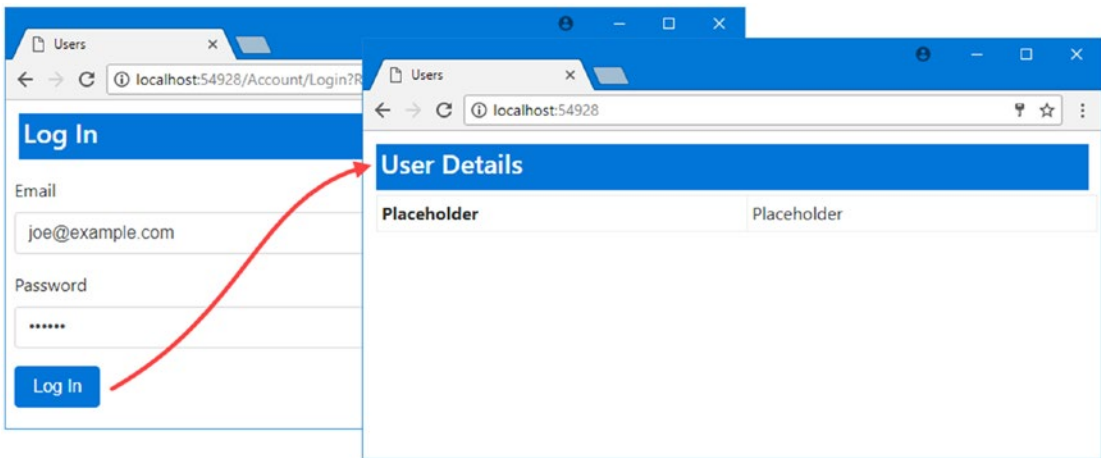 Users
localhost:54928/Account/Login?R
Log In
Email
joe@example.com
Password
••••••
Log In
Users
localhost:54928
User Details
Placeholder Placeholder